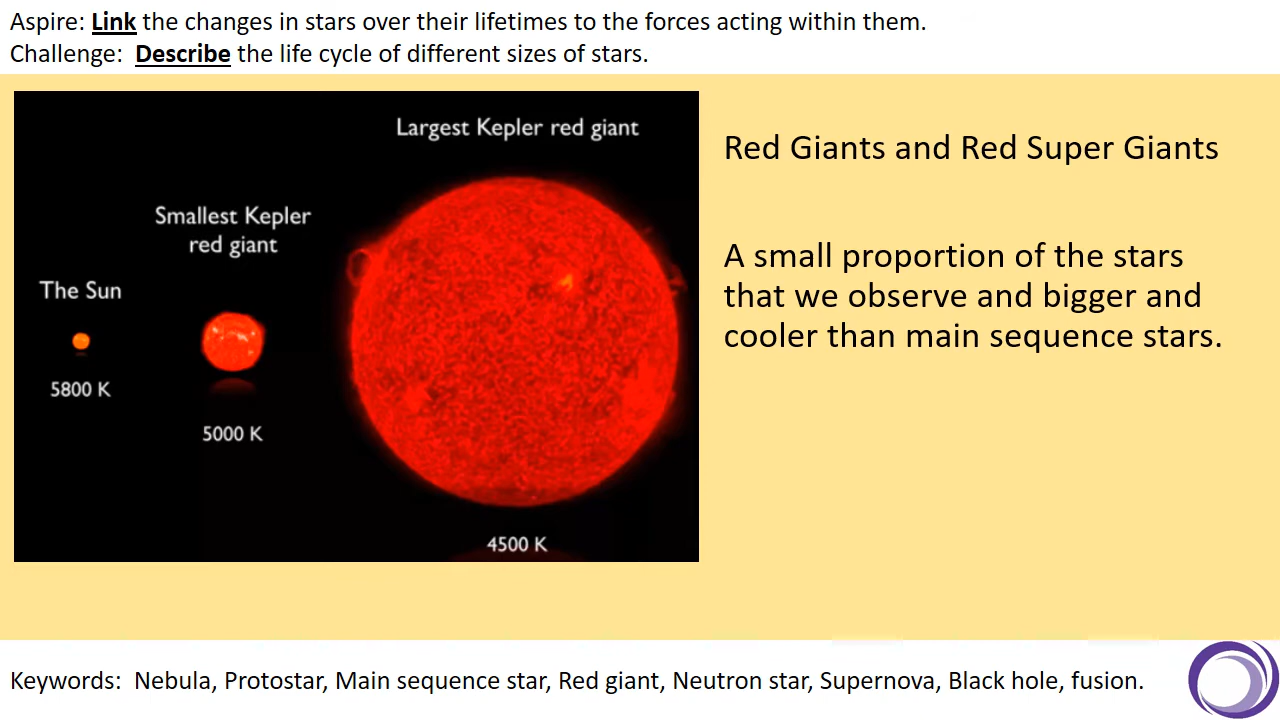 Aspire: Link the changes in stars over their lifetimes to the forces acting within them.
Challenge: Describe the life cycle of different sizes of stars.
Largest Kepler red giant
Smallest Kepler
red giant
The Sun
5800 K
5000 K
4500 K
Red Giants and Red Super Giants
A small proportion of the stars
that we observe and bigger and
cooler than main sequence stars.
Keywords: Nebula, Protostar, Main sequence star, Red giant, Neutron star, Supernova, Black hole, fusion.